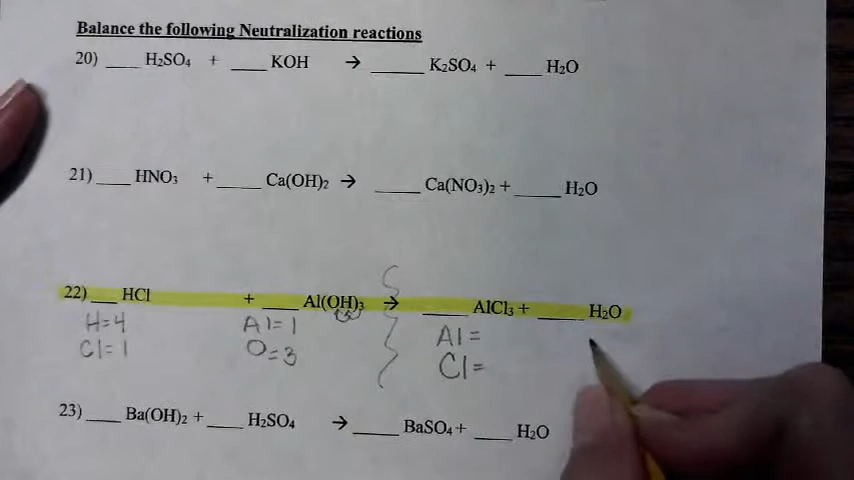 Balance the following Neutralization reactions
20) ____ H₂SO₄ + ____ KOH → ______ K₂SO₄ + ____ H₂O
21) ____ HNO₃ + _____ Ca(OH)₂ → _____ Ca(NO₃)₂ + _____ H₂O
22) ___ HCl + ____ Al(OH)₃ → _____ AlCl₃ + _____ H₂O
H=4 Al=1 Al=
Cl=1 O=3 Cl=
23) ____ Ba(OH)₂ + ____ H₂SO₄ → _____ BaSO₄ + ____ H₂O